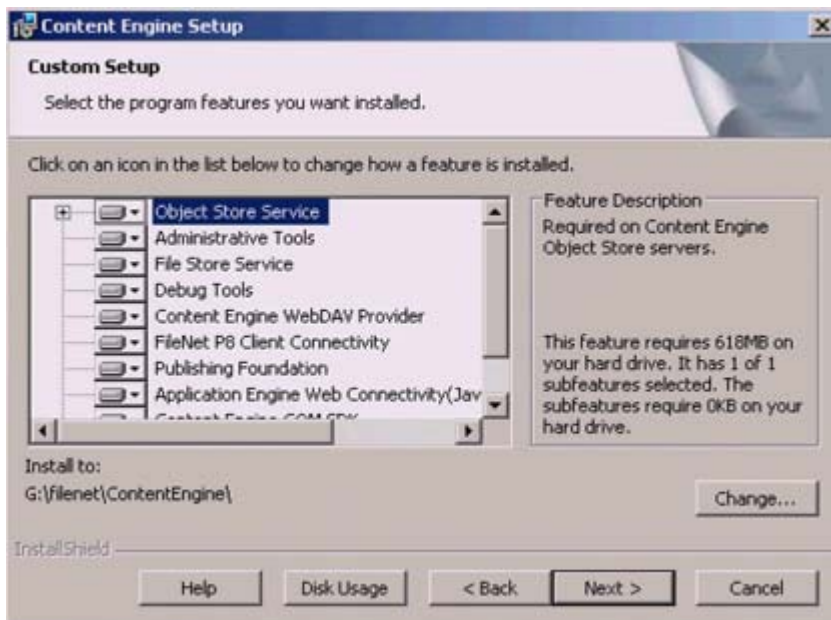 Content Engine Setup
Custom Setup
Select the program features you want installed.
Click on an icon in the list below to change how a feature is installed.
Object Store Service
Administrative Tools
File Store Service
Debug Tools
Content Engine WebDAV Provider
FileNet P8 Client Connectivity
Publishing Foundation
Application Engine Web Connectivity(Jav
Content Engine COM SDK
Feature Description
Required on Content Engine
Object Store servers.
This feature requires 618MB on
your hard drive. It has 1 of 1
subfeatures selected. The
subfeatures require 0KB on your
hard drive.
Install to:
G:\filenet\ContentEngine\
Change...
InstallShield
Help
Disk Usage
< Back
Next >
Cancel